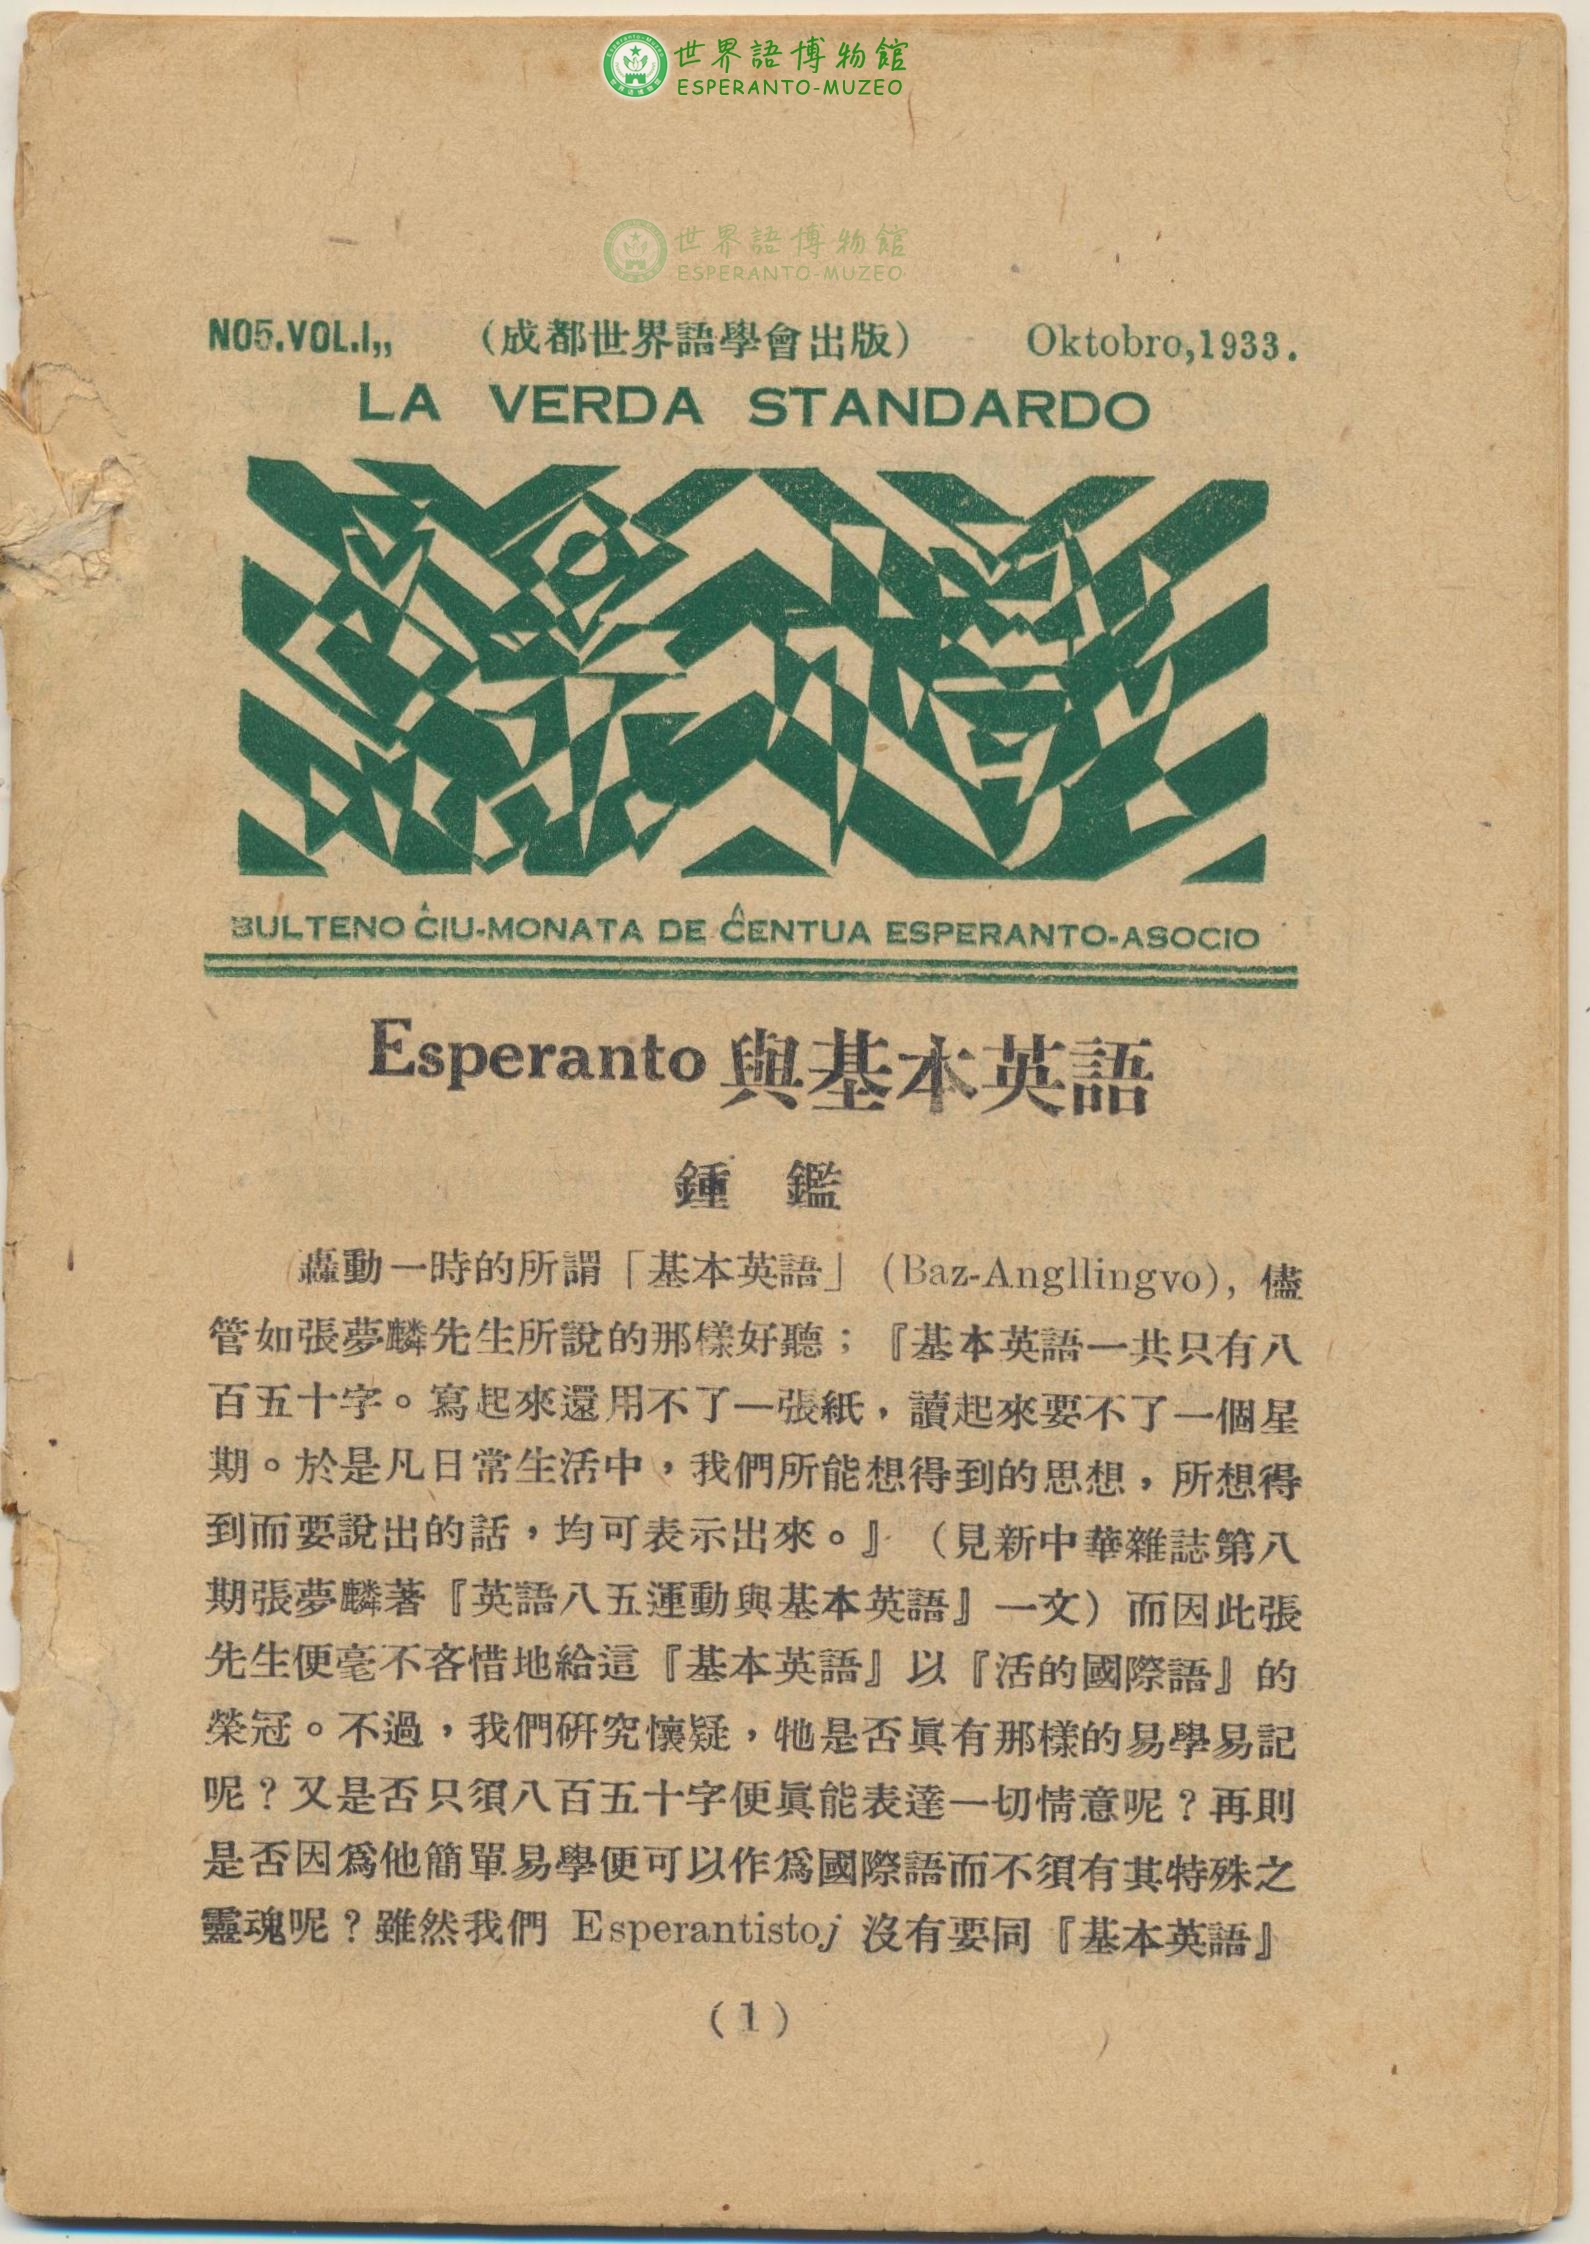 世界語博物館
ESPERANTO-MUZEO
世界語博物館
ESPERANTO-MUZEO
NO5.VOL.I,, (成都世界語學會出版) Oktobro,1933.
LA VERDA STANDARDO
BULTENO ĈIU-MONATA DE ĈENTUA ESPERANTO-ASOCIO
Esperanto 與基本英語
鍾 鑑
轟動一時的所謂「基本英語」(Baz-Angllingvo), 儘
管如張夢麟先生所說的那樣好聽；『基本英語一共只有八
百五十字。寫起來還用不了一張紙，讀起來要不了一個星
期。於是凡日常生活中，我們所能想得到的思想，所想得
到而要說出的話，均可表示出來。』（見新中華雜誌第八
期張夢麟著『英語八五運動與基本英語』一文）而因此張
先生便毫不吝惜地給這『基本英語』以『活的國際語』的
榮冠。不過，我們研究懷疑，牠是否眞有那樣的易學易記
呢？又是否只須八百五十字便眞能表達一切情意呢？再則
是否因爲他簡單易學便可以作爲國際語而不須有其特殊之
靈魂呢？雖然我們 Esperantistoj 沒有要同『基本英語』
(1)